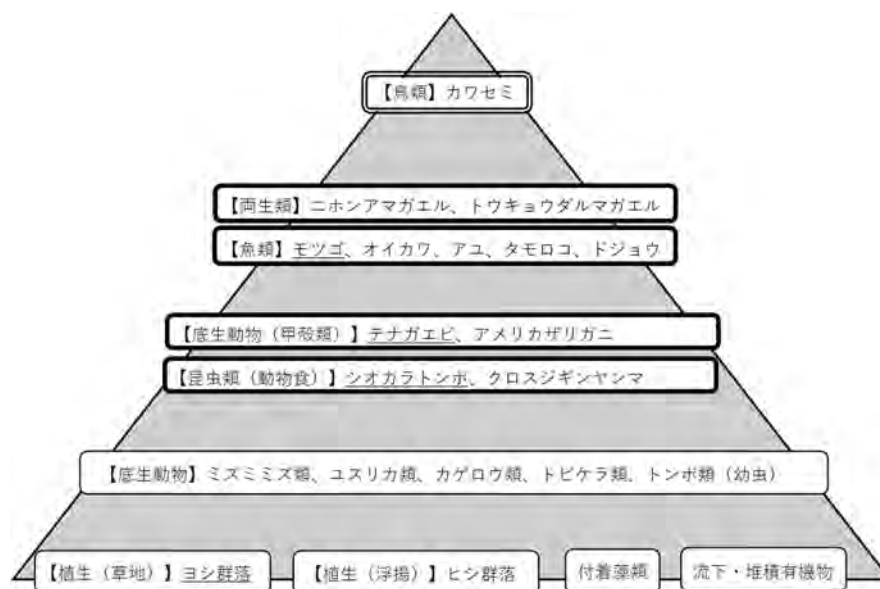 【鳥類】カワセミ
【両生類】ニホンアマガエル、トウキョウダルマガエル
【魚類】モツゴ、オイカワ、アユ、タモロコ、ドジョウ
【底生動物（甲殻類）】テナガエビ、アメリカザリガニ
【昆虫類（動物食）】シオカラトンボ、クロスジギンヤンマ
【底生動物】ミズミミズ類、ユスリカ類、カゲロウ類、トビケラ類、トンボ類（幼虫）
【植生（草地）】ヨシ群落
【植生（浮揚）】ヒシ群落
付着藻類
流下・堆積有機物